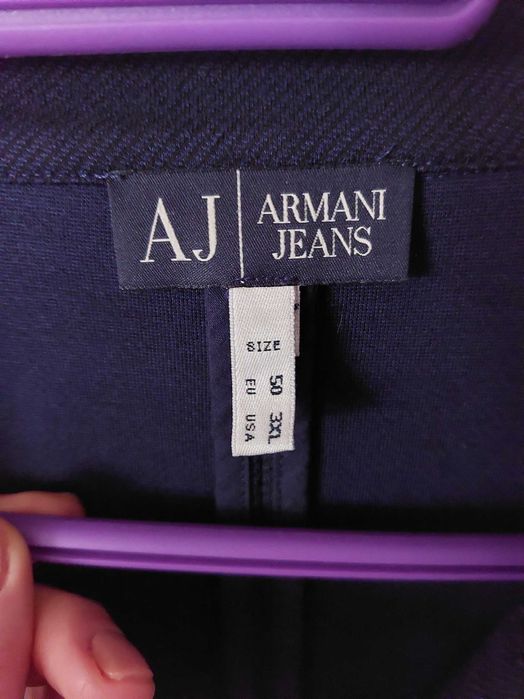 AJ
ARMANI
JEANS
SIZE
50 3XL
EU USA